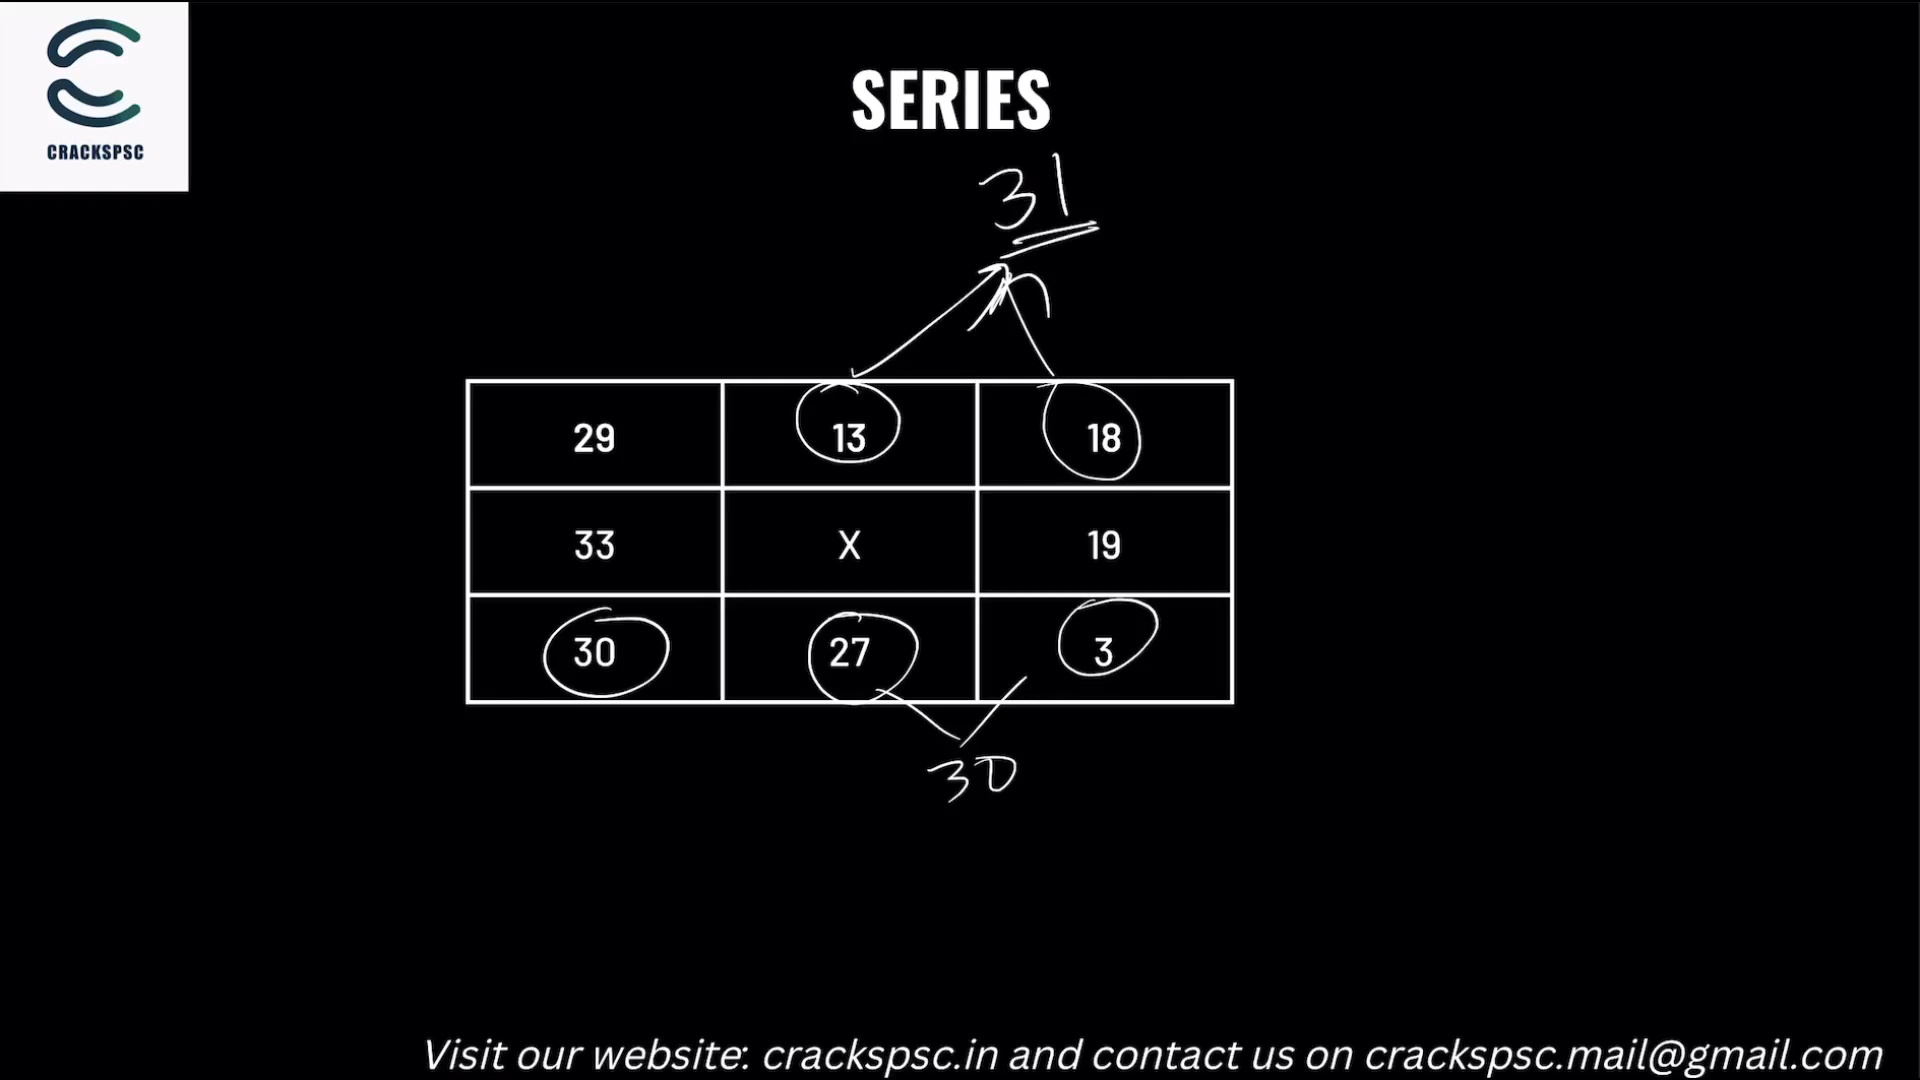 CRACKSPSC
SERIES
31
29 13 18
33 X 19
30 27 3
30
Visit our website: crackspsc.in and contact us on crackspsc.mail@gmail.com